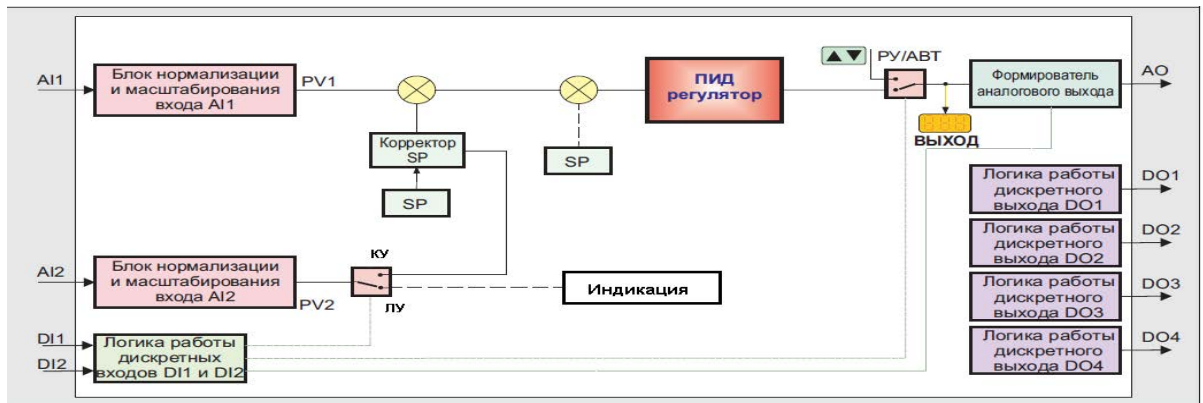 AI1
Блок нормализации
и масштабирования
входа AI1
PV1
ПИД
регулятор
РУ/АВТ
Формирователь
аналогового выхода
AO
ВЫХОД
Корректор
SP
SP
SP
Логика работы
дискретного
выхода DO1
DO1
Логика работы
дискретного
выхода DO2
DO2
AI2
Блок нормализации
и масштабирования
входа AI2
PV2
КУ
ЛУ
Индикация
Логика работы
дискретного
выхода DO3
DO3
DI1
DI2
Логика работы
дискретных
входов DI1 и DI2
Логика работы
дискретного
выхода DO4
DO4